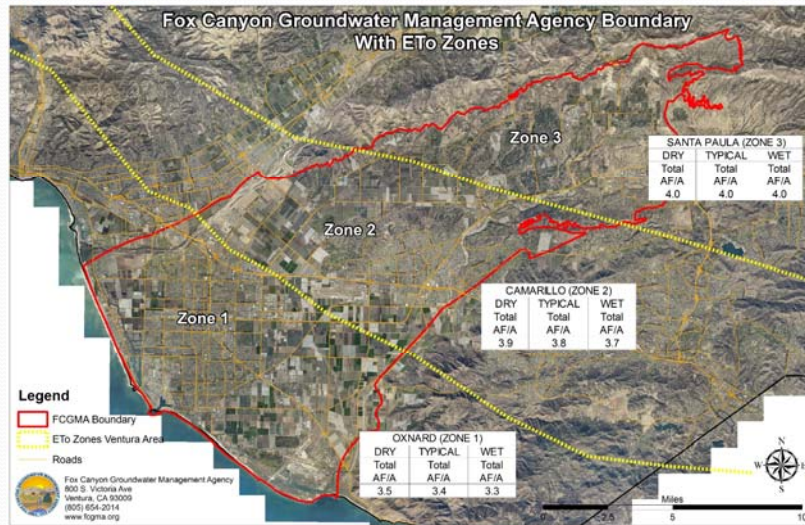 Fox Canyon Groundwater Management Agency Boundary
With ETo Zones
Zone 3
SANTA PAULA (ZONE 3)
DRY TYPICAL WET
Total Total Total
AF/A AF/A AF/A
4.0 4.0 4.0
Zone 2
CAMARILLO (ZONE 2)
DRY TYPICAL WET
Total Total Total
AF/A AF/A AF/A
3.9 3.8 3.7
Zone 1
OXNARD (ZONE 1)
DRY TYPICAL WET
Total Total Total
AF/A AF/A AF/A
3.5 3.4 3.3
Legend
FCGMA Boundary
ETo Zones Ventura Area
Roads
Fox Canyon Groundwater Management Agency
800 S. Victoria Ave
Ventura, CA 93009
(805) 654-2014
www.fcgma.org
N
W E
S
Miles
2.5 5 10